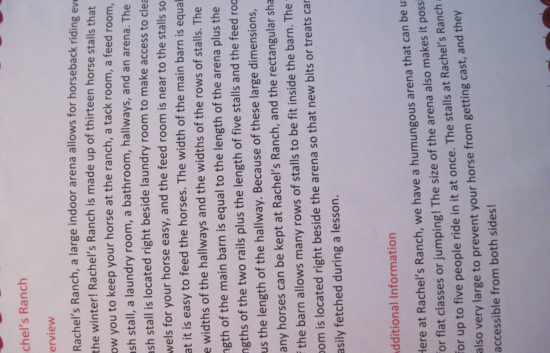 chel's Ranch
erview
Rachel's Ranch, a large indoor arena allows for horseback riding eve
the winter! Rachel's Ranch is made up of thirteen horse stalls that
ow you to keep your horse at the ranch, a tack room, a feed room,
ash stall, a laundry room, a bathroom, hallways, and an arena. The
ash stall is located right beside laundry room to make access to clea
wels for your horse easy, and the feed room is near to the stalls so
at it is easy to feed the horses. The width of the main barn is equal
e widths of the hallways and the widths of the rows of stalls. The
ngth of the main barn is equal to the length of the arena plus the
ngths of the two rails plus the length of five stalls and the feed roo
us the length of the hallway. Because of these large dimensions,
any horses can be kept at Rachel's Ranch, and the rectangular sha
f the barn allows many rows of stalls to be fit inside the barn. The
oom is located right beside the arena so that new bits or treats can
asily fetched during a lesson.
Additional Information
Here at Rachel's Ranch, we have a humungous arena that can be u
for flat classes or jumping! The size of the arena also makes it possi
for up to five people ride in it at once. The stalls at Rachel's Ranch
also very large to prevent your horse from getting cast, and they
accessible from both sides!